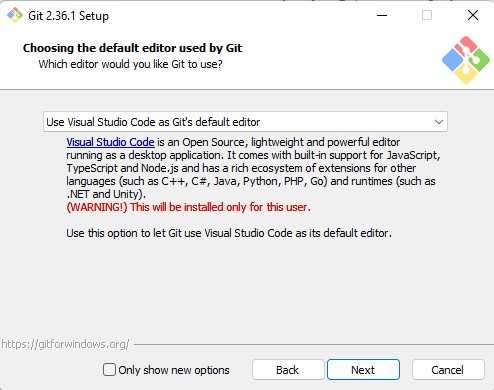 Git 2.36.1 Setup
Choosing the default editor used by Git
Which editor would you like Git to use?
Use Visual Studio Code as Git's default editor
Visual Studio Code is an Open Source, lightweight and powerful editor
running as a desktop application. It comes with built-in support for JavaScript,
TypeScript and Node.js and has a rich ecosystem of extensions for other
languages (such as C++, C#, Java, Python, PHP, Go) and runtimes (such as
.NET and Unity).
(WARNING!) This will be installed only for this user.
Use this option to let Git use Visual Studio Code as its default editor.
https://gitforwindows.org/
Only show new options
Back
Next
Cancel